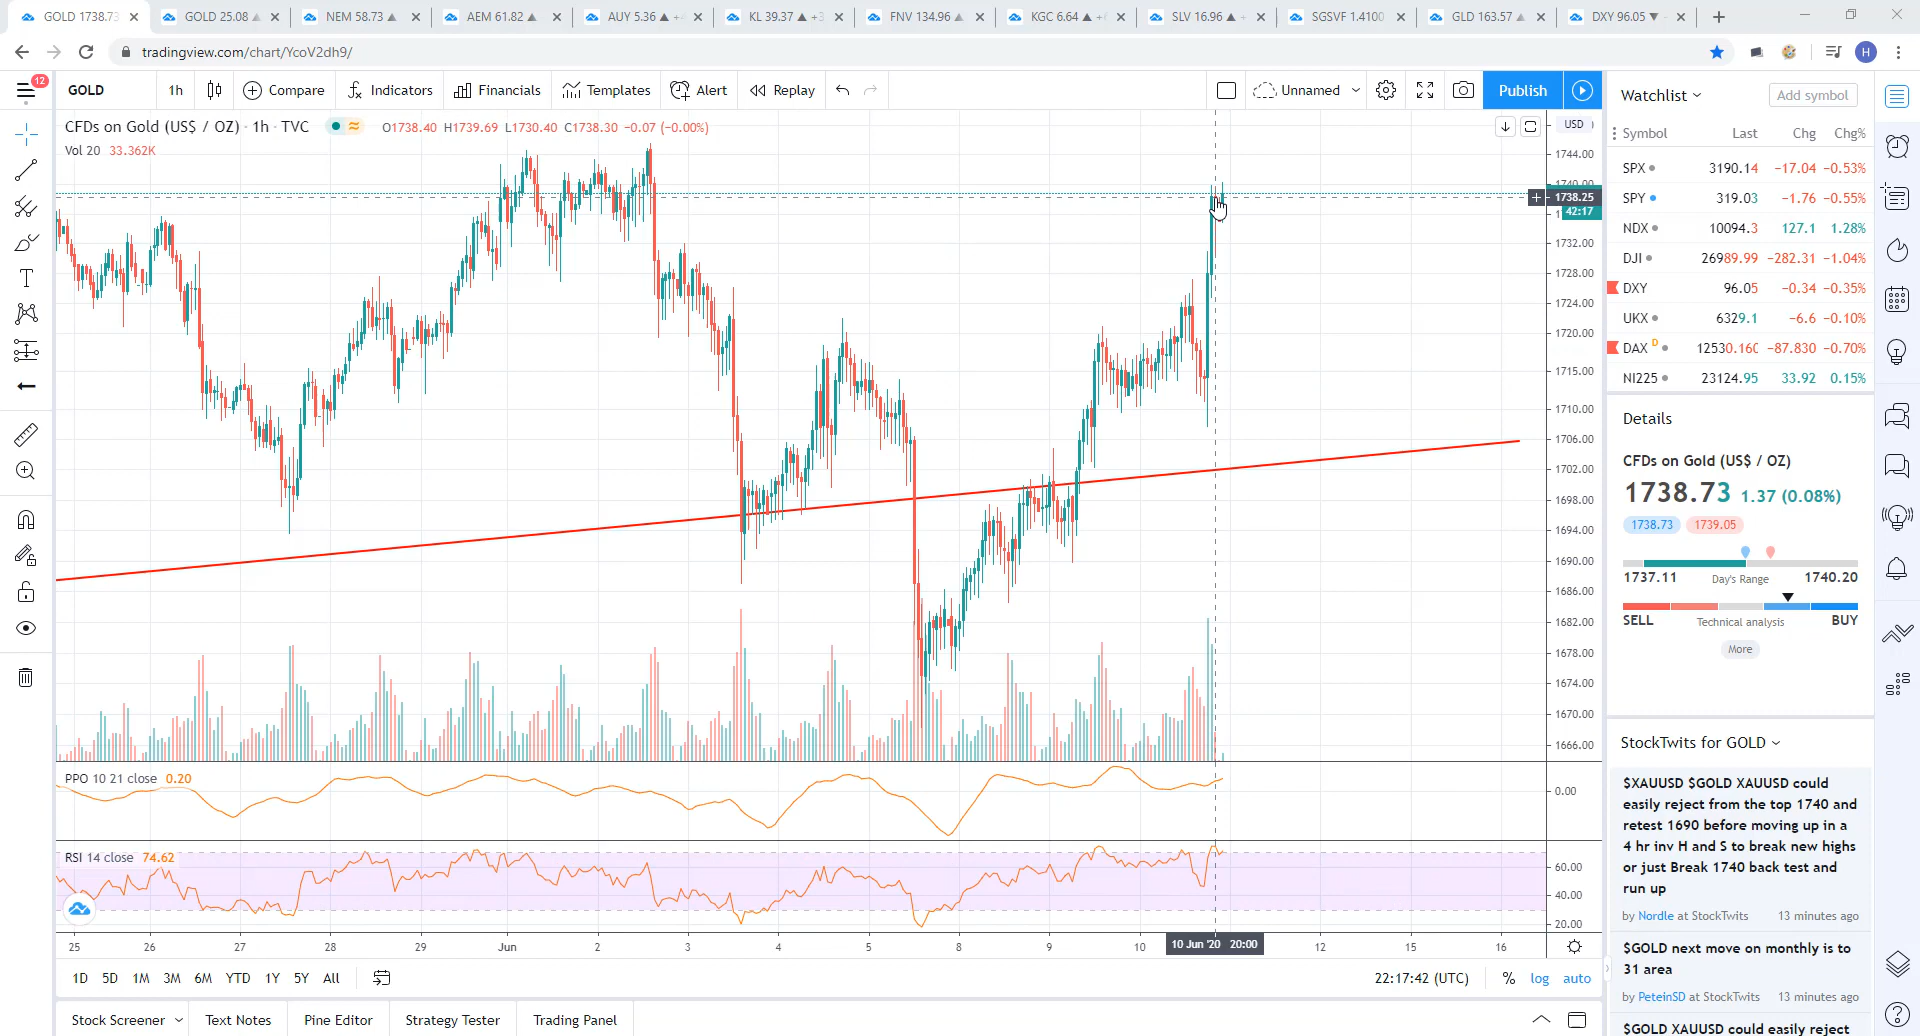 GOLD 1738.73
GOLD 25.08
NEM 58.73
AEM 61.82
AUY 5.36
KL 39.37
FNV 134.96
KGC 6.64
SLV 16.96
SGSVF 1.4100
GLD 163.57
DXY 96.05
tradingview.com/chart/YcoV2dh9/
H
12
GOLD
1h
Compare
Indicators
Financials
Templates
Alert
Replay
Unnamed
Publish
CFDs on Gold (US$ / OZ) · 1h · TVC
O1738.40 H1739.69 L1730.40 C1738.30 -0.07 (-0.00%)
Vol 20 33.362K
USD
1744.00
1740.00
1738.25
42:17
1732.00
1728.00
1724.00
1720.00
1715.00
1710.00
1706.00
1702.00
1698.00
1694.00
1690.00
1686.00
1682.00
1678.00
1674.00
1670.00
1666.00
PPO 10 21 close 0.20
0.00
RSI 14 close 74.62
60.00
40.00
20.00
25 26 27 28 29 Jun 2 3 4 5 8 9 10 10 Jun '20 20:00 12 15 16
1D 5D 1M 3M 6M YTD 1Y 5Y All
22:17:42 (UTC) % log auto
Stock Screener
Text Notes
Pine Editor
Strategy Tester
Trading Panel
Watchlist
Add symbol
Symbol Last Chg Chg%
SPX 3190.14 −17.04 −0.53%
SPY 319.03 −1.76 −0.55%
NDX 10094.3 127.1 1.28%
DJI 26989.99 −282.31 −1.04%
DXY 96.05 −0.34 −0.35%
UKX 6329.1 −6.6 −0.10%
DAX D 12530.160 −87.830 −0.70%
NI225 23124.95 33.92 0.15%
Details
CFDs on Gold (US$ / OZ)
1738.73 1.37 (0.08%)
1738.73 1739.05
1737.11 Day's Range 1740.20
SELL Technical analysis BUY
More
StockTwits for GOLD
$XAUUSD $GOLD XAUUSD could
easily reject from the top 1740 and
retest 1690 before moving up in a
4 hr inv H and S to break new highs
or just Break 1740 back test and
run up
by Nordle at StockTwits 13 minutes ago
$GOLD next move on monthly is to
31 area
by PeteinSD at StockTwits 13 minutes ago
$GOLD XAUUSD could easily reject